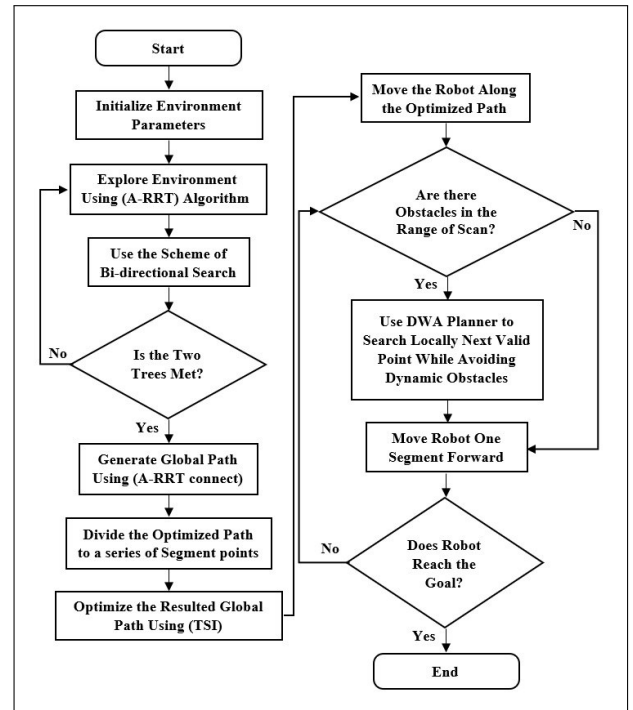 Start
Initialize Environment
Parameters
Explore Environment
Using (A-RRT) Algorithm
Use the Scheme of
Bi-directional Search
No
Is the Two
Trees Met?
Yes
Generate Global Path
Using (A-RRT connect)
Divide the Optimized Path
to a series of Segment points
Optimize the Resulted Global
Path Using (TSI)
Move the Robot Along
the Optimized Path
Are there
Obstacles in the
Range of Scan?
No
Yes
Use DWA Planner to
Search Locally Next Valid
Point While Avoiding
Dynamic Obstacles
Move Robot One
Segment Forward
No
Does Robot
Reach the
Goal?
Yes
End